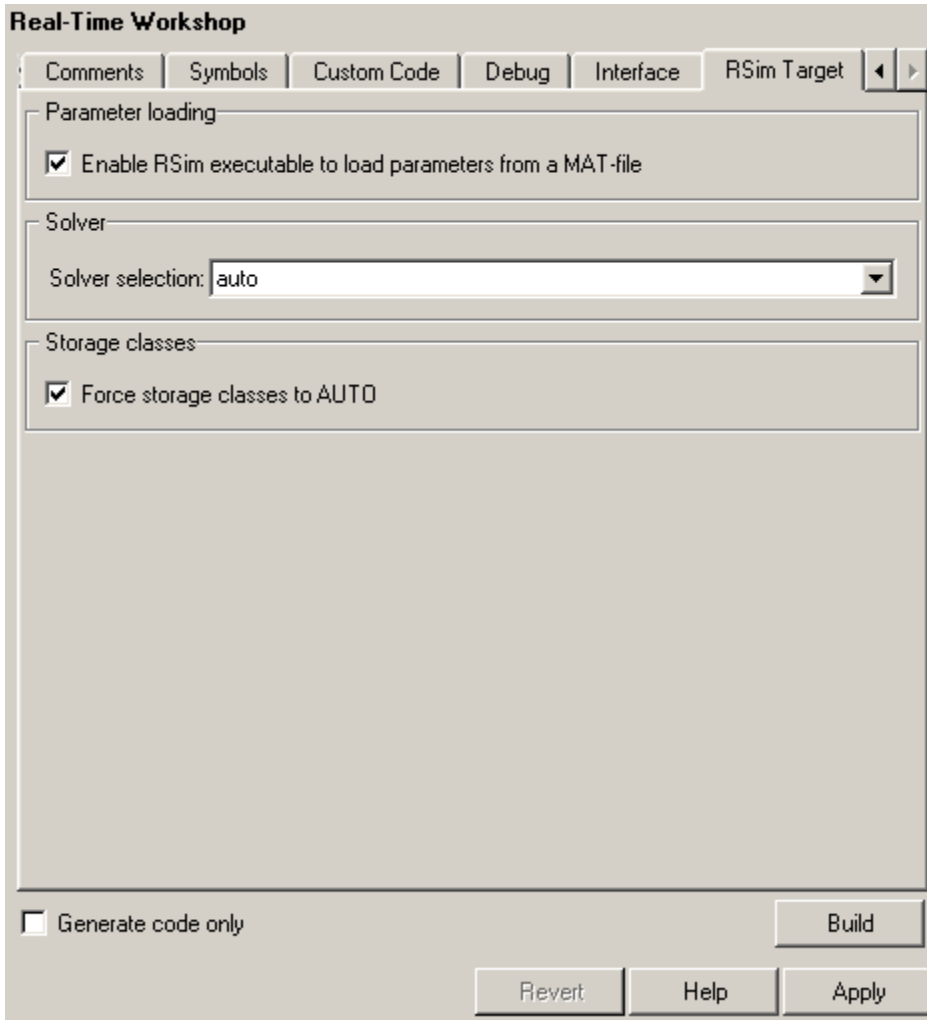 Real-Time Workshop
Comments Symbols Custom Code Debug Interface RSim Target
Parameter loading
Enable RSim executable to load parameters from a MAT-file
Solver
Solver selection: auto
Storage classes
Force storage classes to AUTO
Generate code only Build
Revert Help Apply